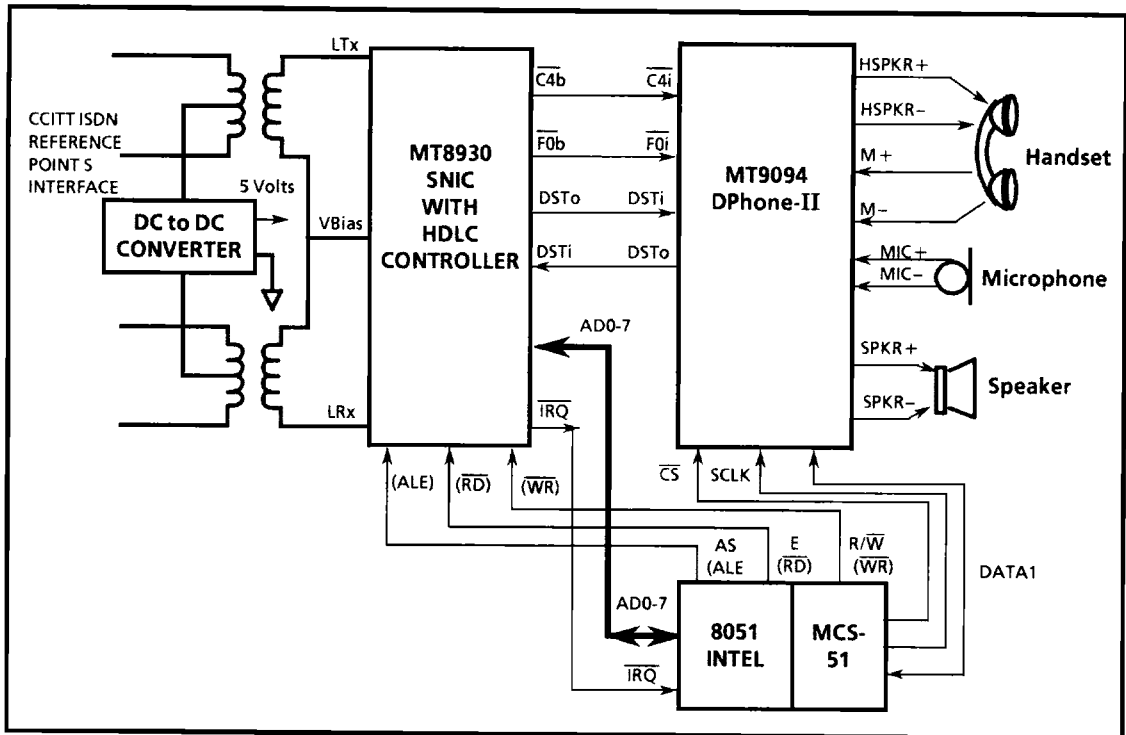 LTx
CCITT ISDN
REFERENCE
POINT S
INTERFACE
5 Volts
DC to DC
CONVERTER
VBias
LRx
MT8930
SNIC
WITH
HDLC
CONTROLLER
C4b
C4i
F0b
F0i
DSTo
DSTi
DSTi
DSTo
AD0-7
IRQ
MT9094
DPhone-II
HSPKR+
HSPKR-
M+
M-
Handset
MIC+
MIC-
Microphone
SPKR+
SPKR-
Speaker
(ALE)
(RD)
(WR)
CS
SCLK
AS
(ALE
E
(RD)
R/W
(WR)
DATA1
AD0-7
IRQ
8051
INTEL
MCS-
51